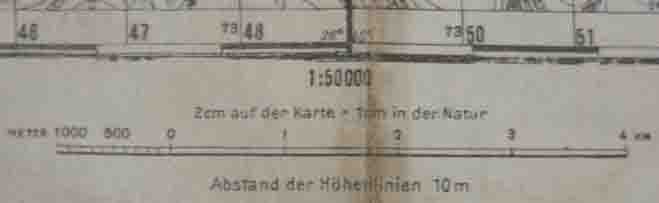 46 47 73 48 73 50 51
1:50000
2cm auf der Karte = 1km in der Natur
METER 1000 500 0 1 2 3 4 KM
Abstand der Höhenlinien 10m